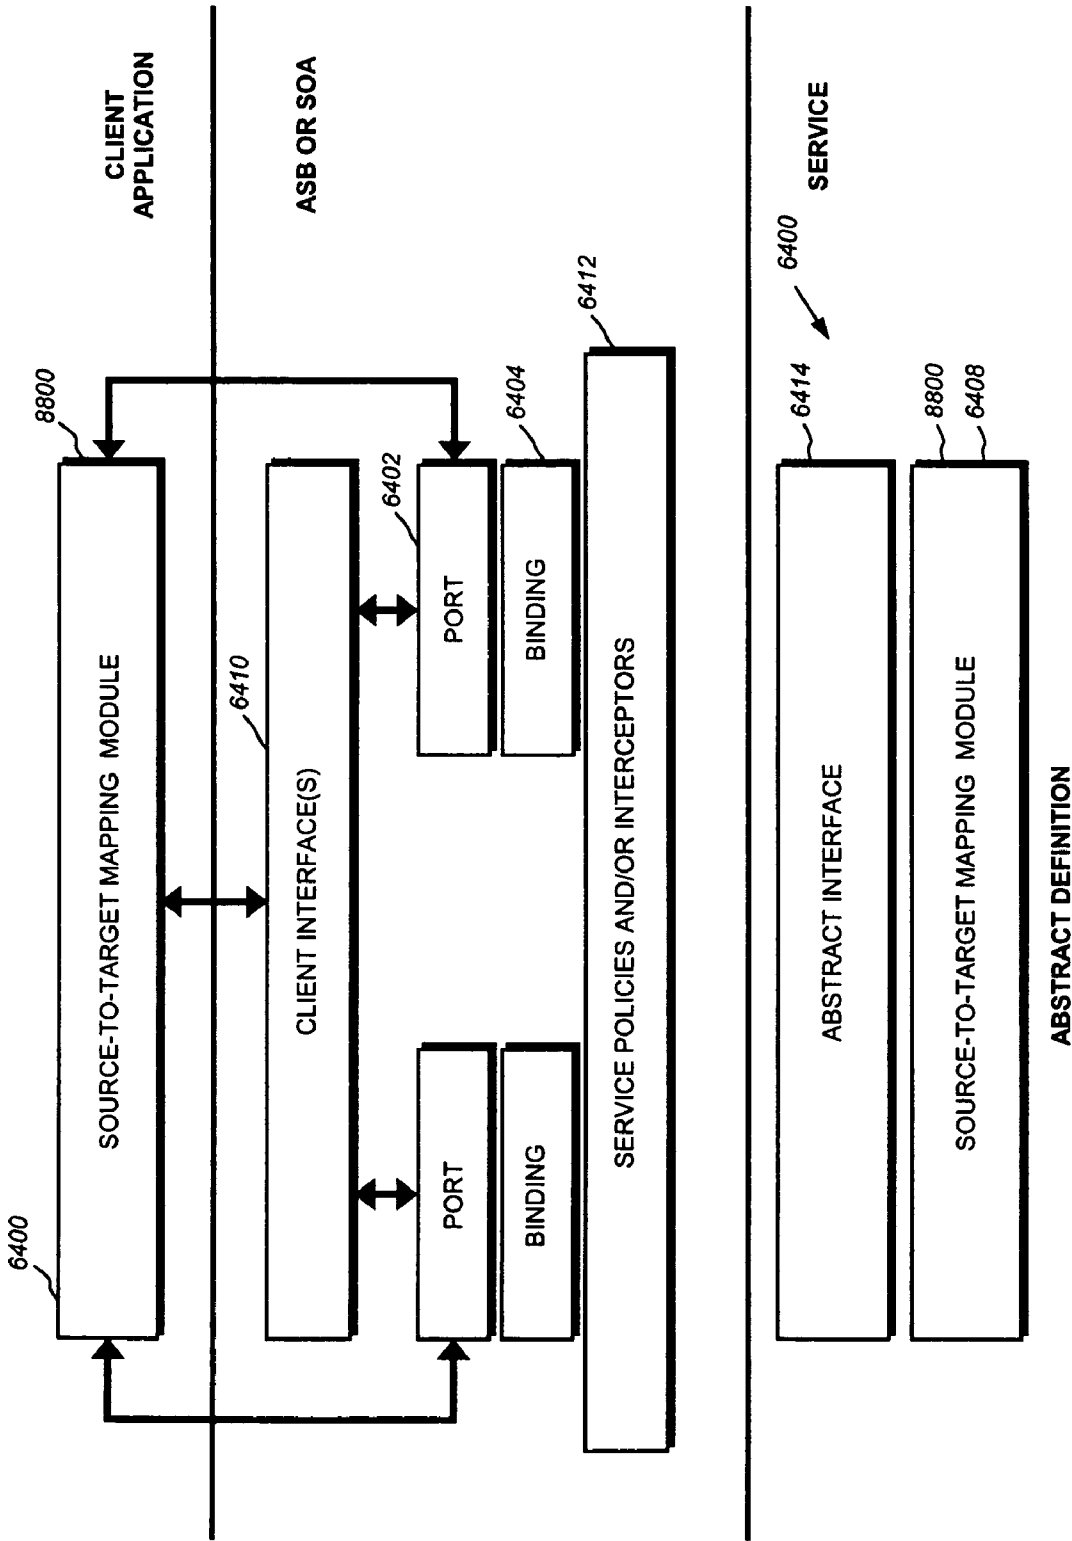 CLIENT
APPLICATION
6400
8800
SOURCE-TO-TARGET MAPPING MODULE
ASB OR SOA
6410
CLIENT INTERFACE(S)
6402
PORT
PORT
6404
BINDING
BINDING
6412
SERVICE POLICIES AND/OR INTERCEPTORS
SERVICE
6400
6414
ABSTRACT INTERFACE
8800
6408
SOURCE-TO-TARGET MAPPING MODULE
ABSTRACT DEFINITION